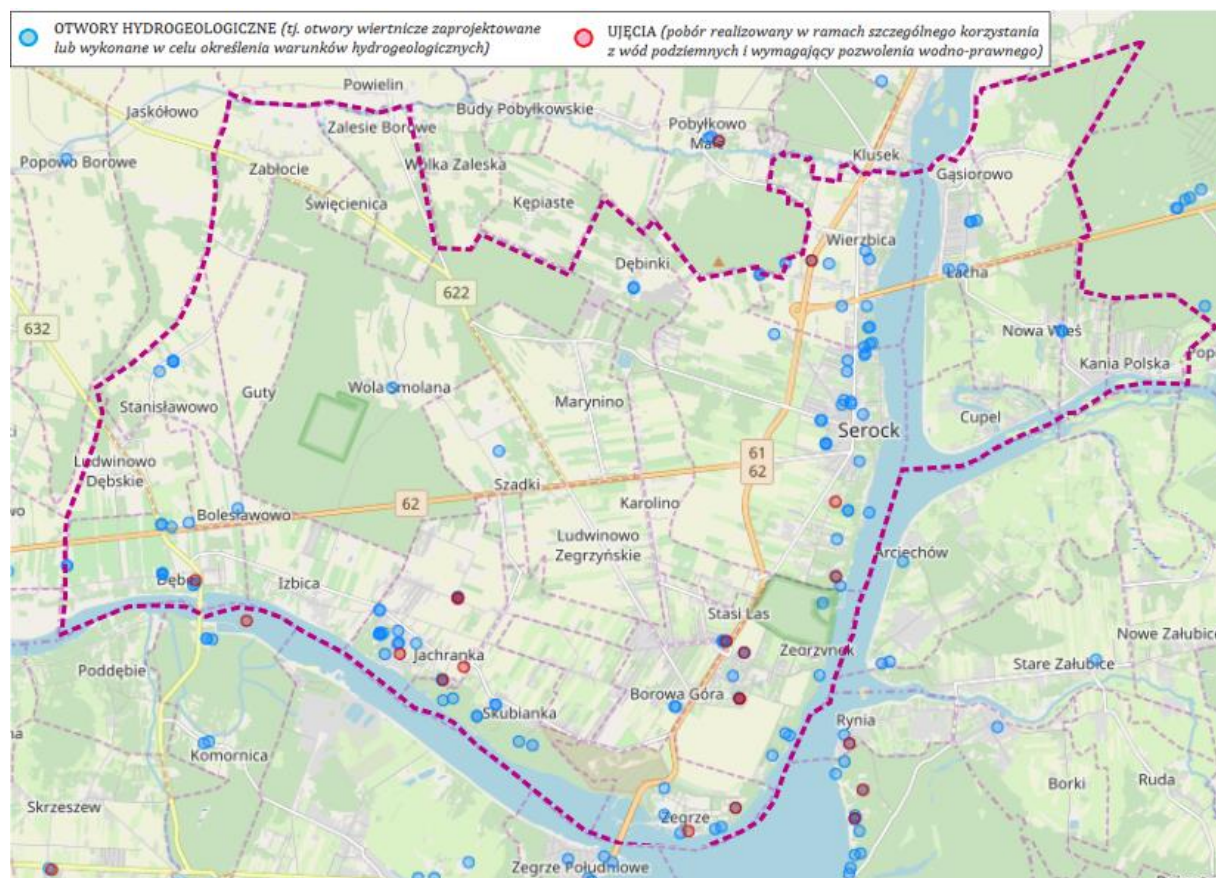 OTWORY HYDROGEOLOGICZNE (tj. otwory wiertnicze zaprojektowane
lub wykonane w celu określenia warunków hydrogeologicznych)
UJĘCIA (pobór realizowany w ramach szczególnego korzystania
z wód podziemnych i wymagający pozwolenia wodno-prawnego)
Powielin
Jaskółowo
Budy Pobyłkowskie
Zalesie Borowe
Pobyłkowo
Małe
Popowo Borowe
Zabłocie
Wólka Zaleska
Klusek
Gąsiorowo
Święcienica
Kępiaste
Wierzbica
Dębinki
Łacha
622
632
Nowa Wieś
Kania Polska
Guty
Wola Smolana
Stanisławowo
Marynino
Cupel
Serock
61
62
Ludwinowo
Dębskie
Szadki
Karolino
62
Bolesławowo
Ludwinowo
Zegrzyńskie
Arciechów
Izbica
Dębe
Stasi Las
Nowe Załubice
Jachranka
Zegrzynek
Stare Załubice
Poddębie
Borowa Góra
Skubianka
Rynia
Komornica
Borki
Ruda
Skrzeszew
Zegrze
Zegrze Południowe